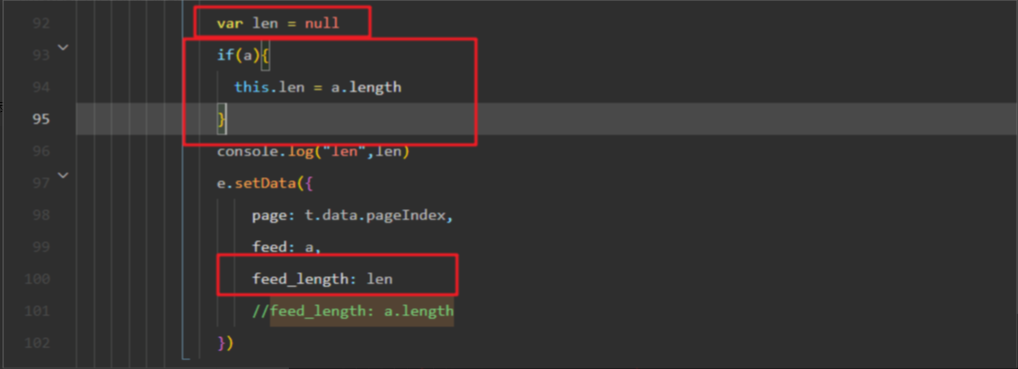 92 var len = null
93 if(a){
94 this.len = a.length
95 }
96 console.log("len",len)
97 e.setData({
98 page: t.data.pageIndex,
99 feed: a,
100 feed_length: len
101 //feed_length: a.length
102 })